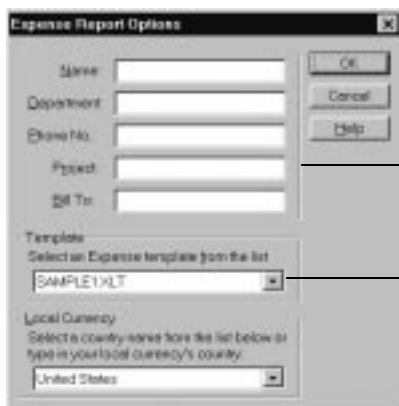 Expense Report Options
Name:
OK
Department:
Cancel
Phone No.:
Help
Project:
Bill To:
Template
Select an Expense template from the list
SAMPLE1.XLT
Local Currency
Select a country name from the list below or
type in your local currency's country.
United States